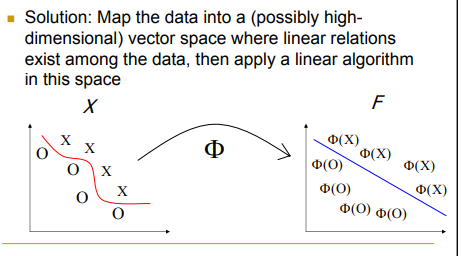 Solution: Map the data into a (possibly high-
dimensional) vector space where linear relations
exist among the data, then apply a linear algorithm
in this space
X
F
Φ
X
X
O
O
X
O
X
O
Φ(X)
Φ(X)
Φ(O)
Φ(X)
Φ(O)
Φ(X)
Φ(O)
Φ(O)